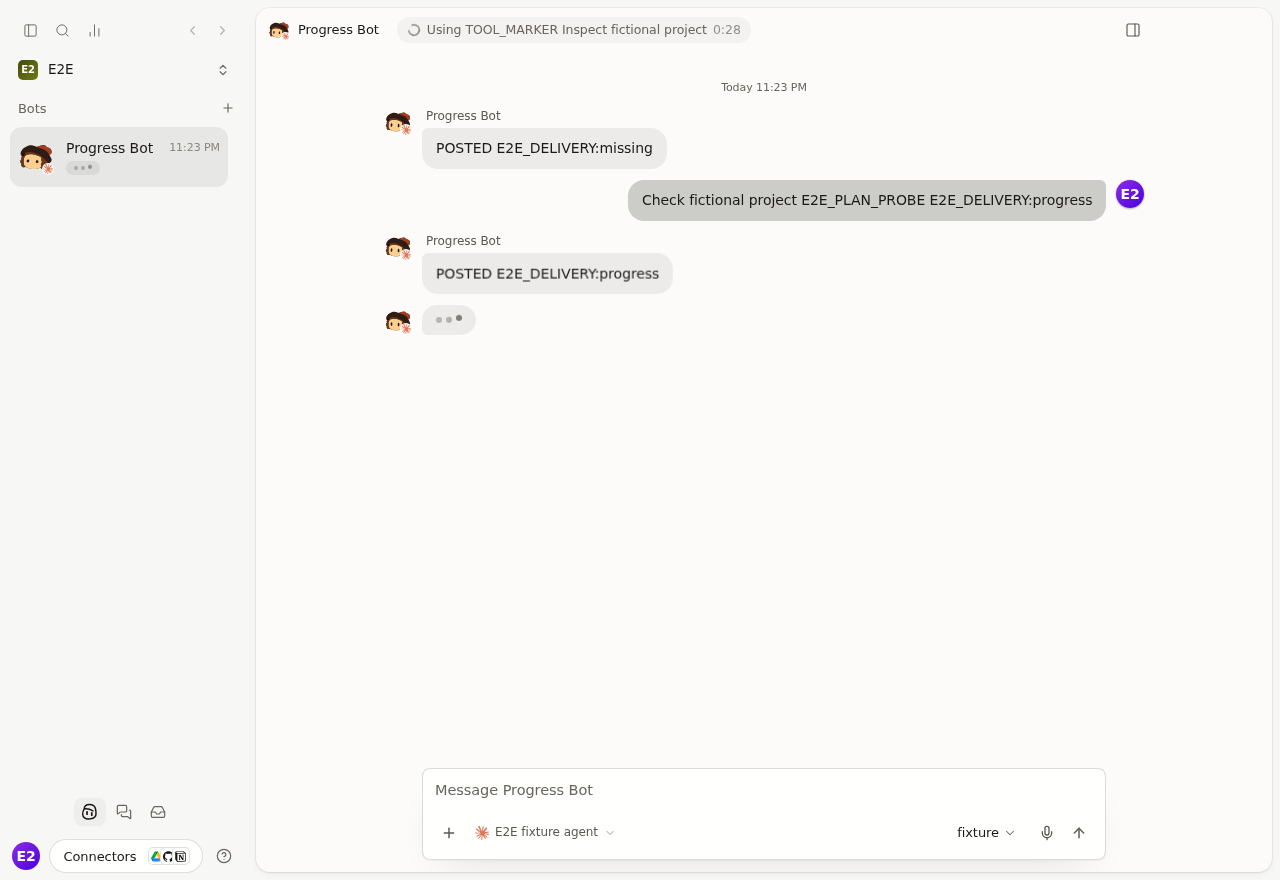 Progress Bot
Using TOOL_MARKER Inspect fictional project 0:28
E2 E2E
Bots
Progress Bot 11:23 PM
Today 11:23 PM
Progress Bot
POSTED E2E_DELIVERY:missing
Check fictional project E2E_PLAN_PROBE E2E_DELIVERY:progress
E2
Progress Bot
POSTED E2E_DELIVERY:progress
Message Progress Bot
E2E fixture agent
fixture
E2
Connectors